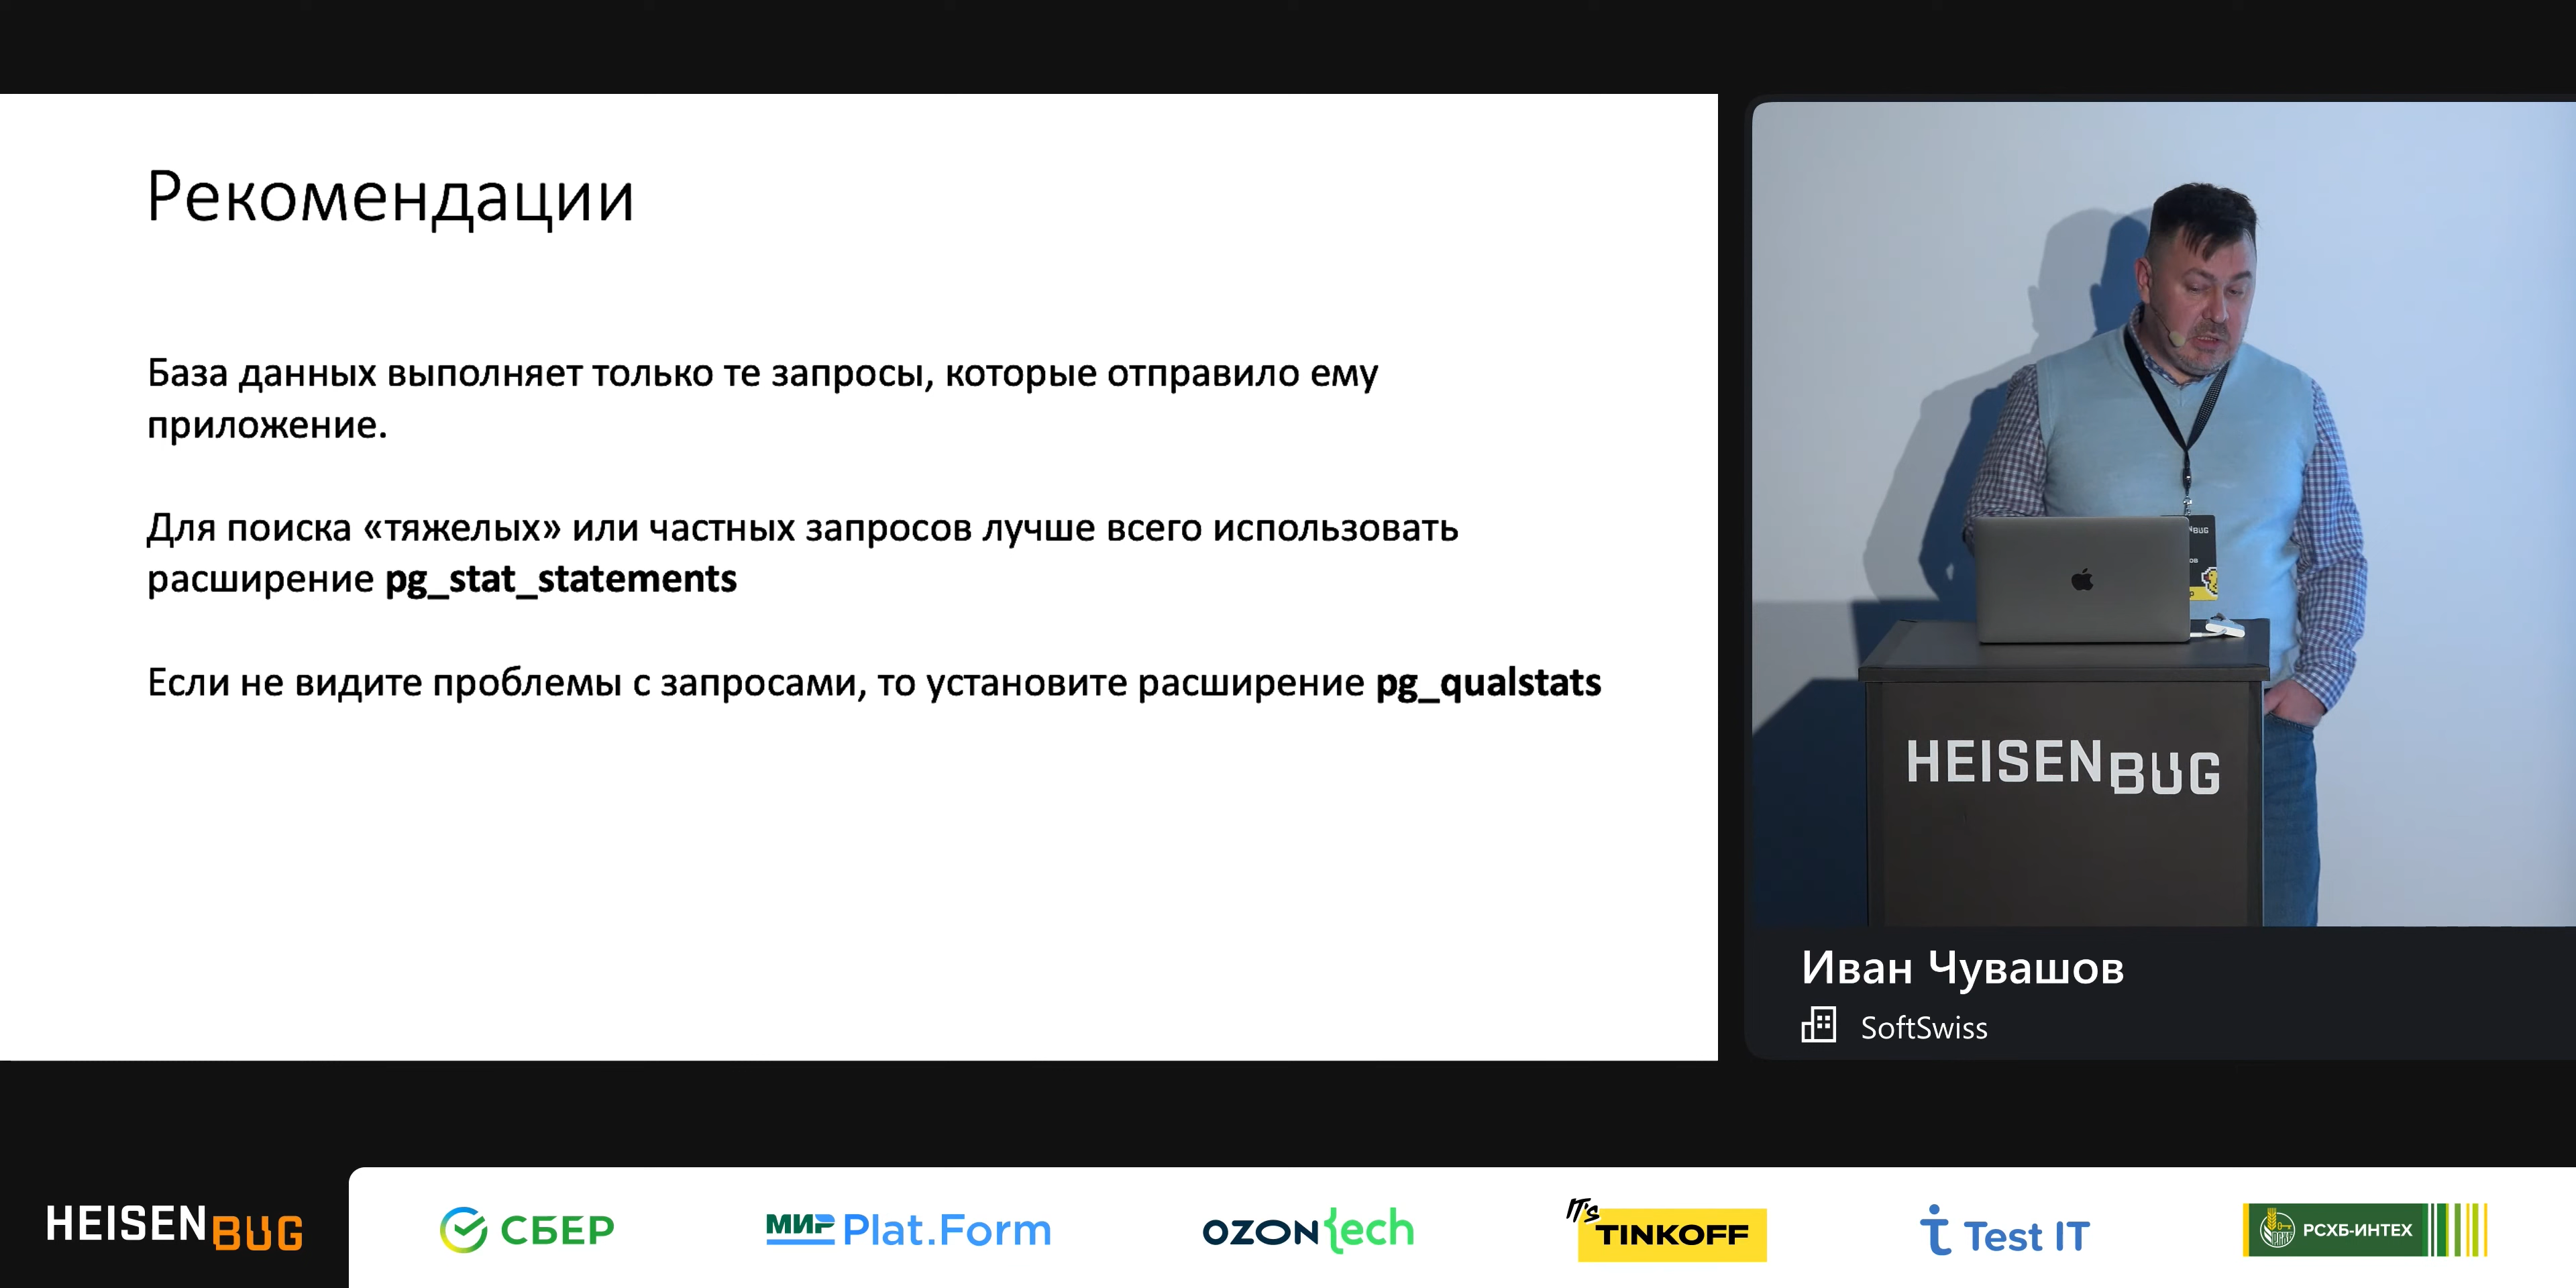 Рекомендации
База данных выполняет только те запросы, которые отправило ему
приложение.
Для поиска «тяжелых» или частных запросов лучше всего использовать
расширение pg_stat_statements
Если не видите проблемы с запросами, то установите расширение pg_qualstats
HEISENBUG
Иван Чувашов
SoftSwiss
HEISENBUG
СБЕР
МИР Plat.Form
OZON{ech
IT's TINKOFF
Test IT
РСХБ-ИНТЕХ